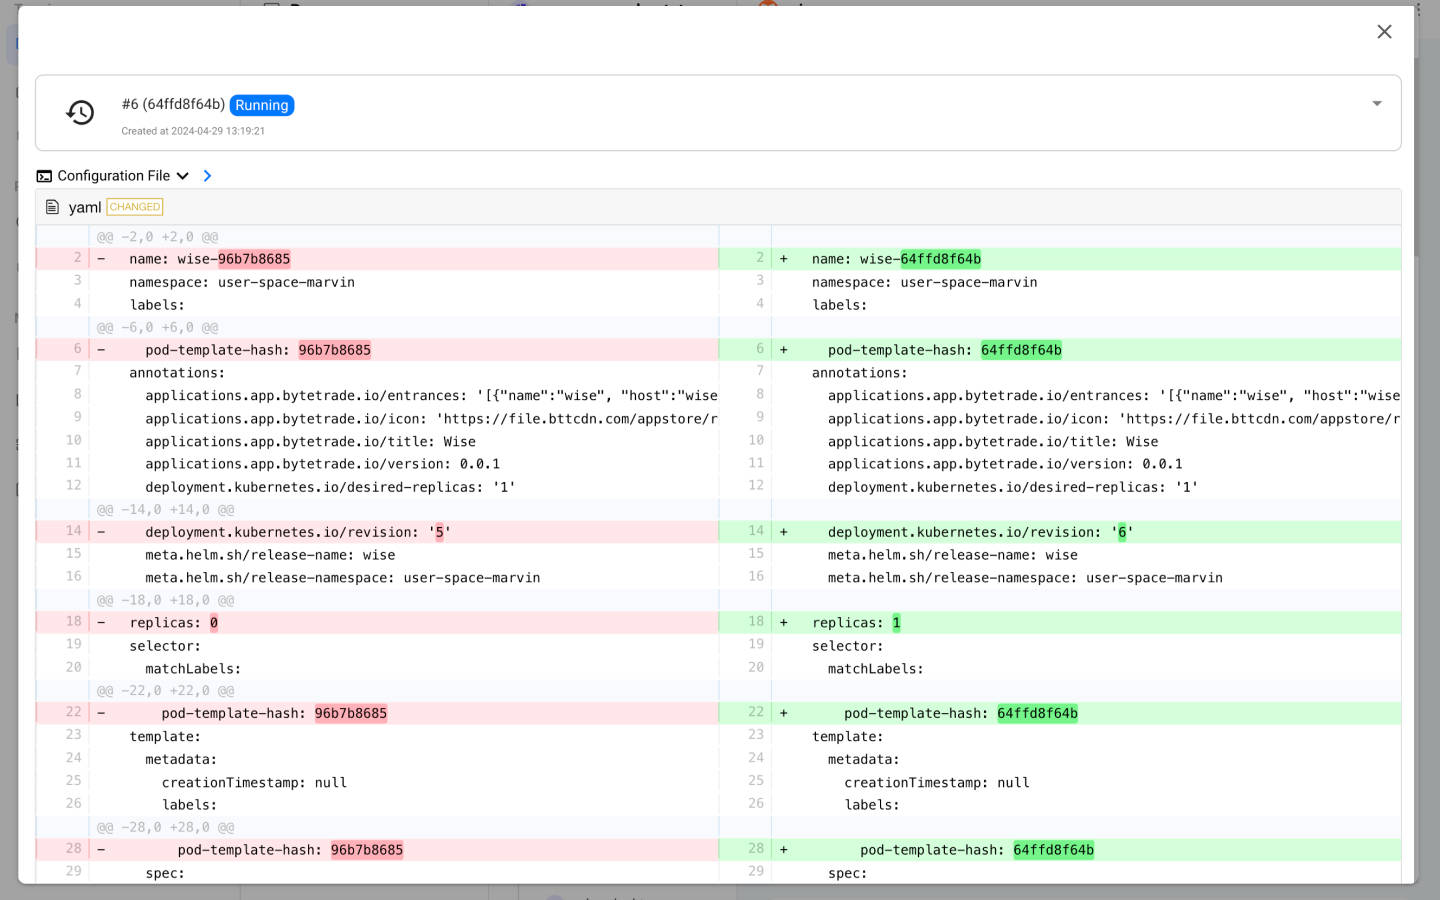 #6 (64ffd8f64b) Running
Created at 2024-04-29 13:19:21
Configuration File
yaml CHANGED
@@ -2,0 +2,0 @@
2 - name: wise-96b7b8685 2 + name: wise-64ffd8f64b
3 namespace: user-space-marvin 3 namespace: user-space-marvin
4 labels: 4 labels:
@@ -6,0 +6,0 @@
6 - pod-template-hash: 96b7b8685 6 + pod-template-hash: 64ffd8f64b
7 annotations: 7 annotations:
8 applications.app.bytetrade.io/entrances: '[{"name":"wise", "host":"wise 8 applications.app.bytetrade.io/entrances: '[{"name":"wise", "host":"wise
9 applications.app.bytetrade.io/icon: 'https://file.bttcdn.com/appstore/r 9 applications.app.bytetrade.io/icon: 'https://file.bttcdn.com/appstore/r
10 applications.app.bytetrade.io/title: Wise 10 applications.app.bytetrade.io/title: Wise
11 applications.app.bytetrade.io/version: 0.0.1 11 applications.app.bytetrade.io/version: 0.0.1
12 deployment.kubernetes.io/desired-replicas: '1' 12 deployment.kubernetes.io/desired-replicas: '1'
@@ -14,0 +14,0 @@
14 - deployment.kubernetes.io/revision: '5' 14 + deployment.kubernetes.io/revision: '6'
15 meta.helm.sh/release-name: wise 15 meta.helm.sh/release-name: wise
16 meta.helm.sh/release-namespace: user-space-marvin 16 meta.helm.sh/release-namespace: user-space-marvin
@@ -18,0 +18,0 @@
18 - replicas: 0 18 + replicas: 1
19 selector: 19 selector:
20 matchLabels: 20 matchLabels:
@@ -22,0 +22,0 @@
22 - pod-template-hash: 96b7b8685 22 + pod-template-hash: 64ffd8f64b
23 template: 23 template:
24 metadata: 24 metadata:
25 creationTimestamp: null 25 creationTimestamp: null
26 labels: 26 labels:
@@ -28,0 +28,0 @@
28 - pod-template-hash: 96b7b8685 28 + pod-template-hash: 64ffd8f64b
29 spec: 29 spec: